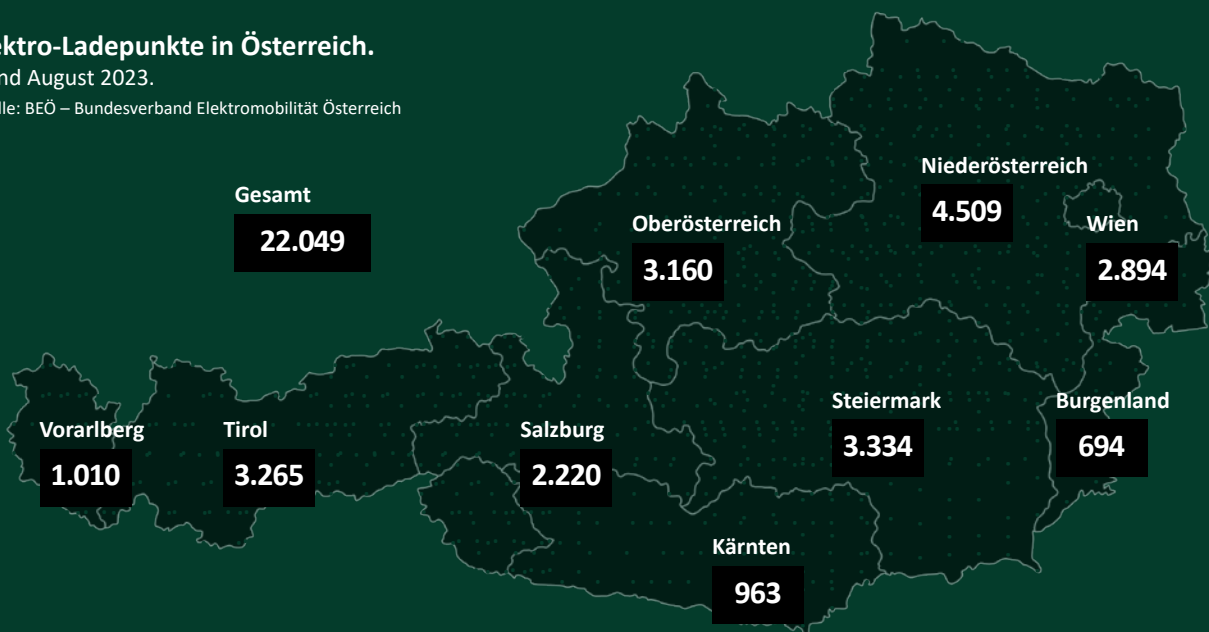 ektro-Ladepunkte in Österreich.
nd August 2023.
lle: BEÖ – Bundesverband Elektromobilität Österreich
Gesamt
22.049
Niederösterreich
4.509
Oberösterreich
3.160
Wien
2.894
Steiermark
3.334
Burgenland
694
Vorarlberg
1.010
Tirol
3.265
Salzburg
2.220
Kärnten
963